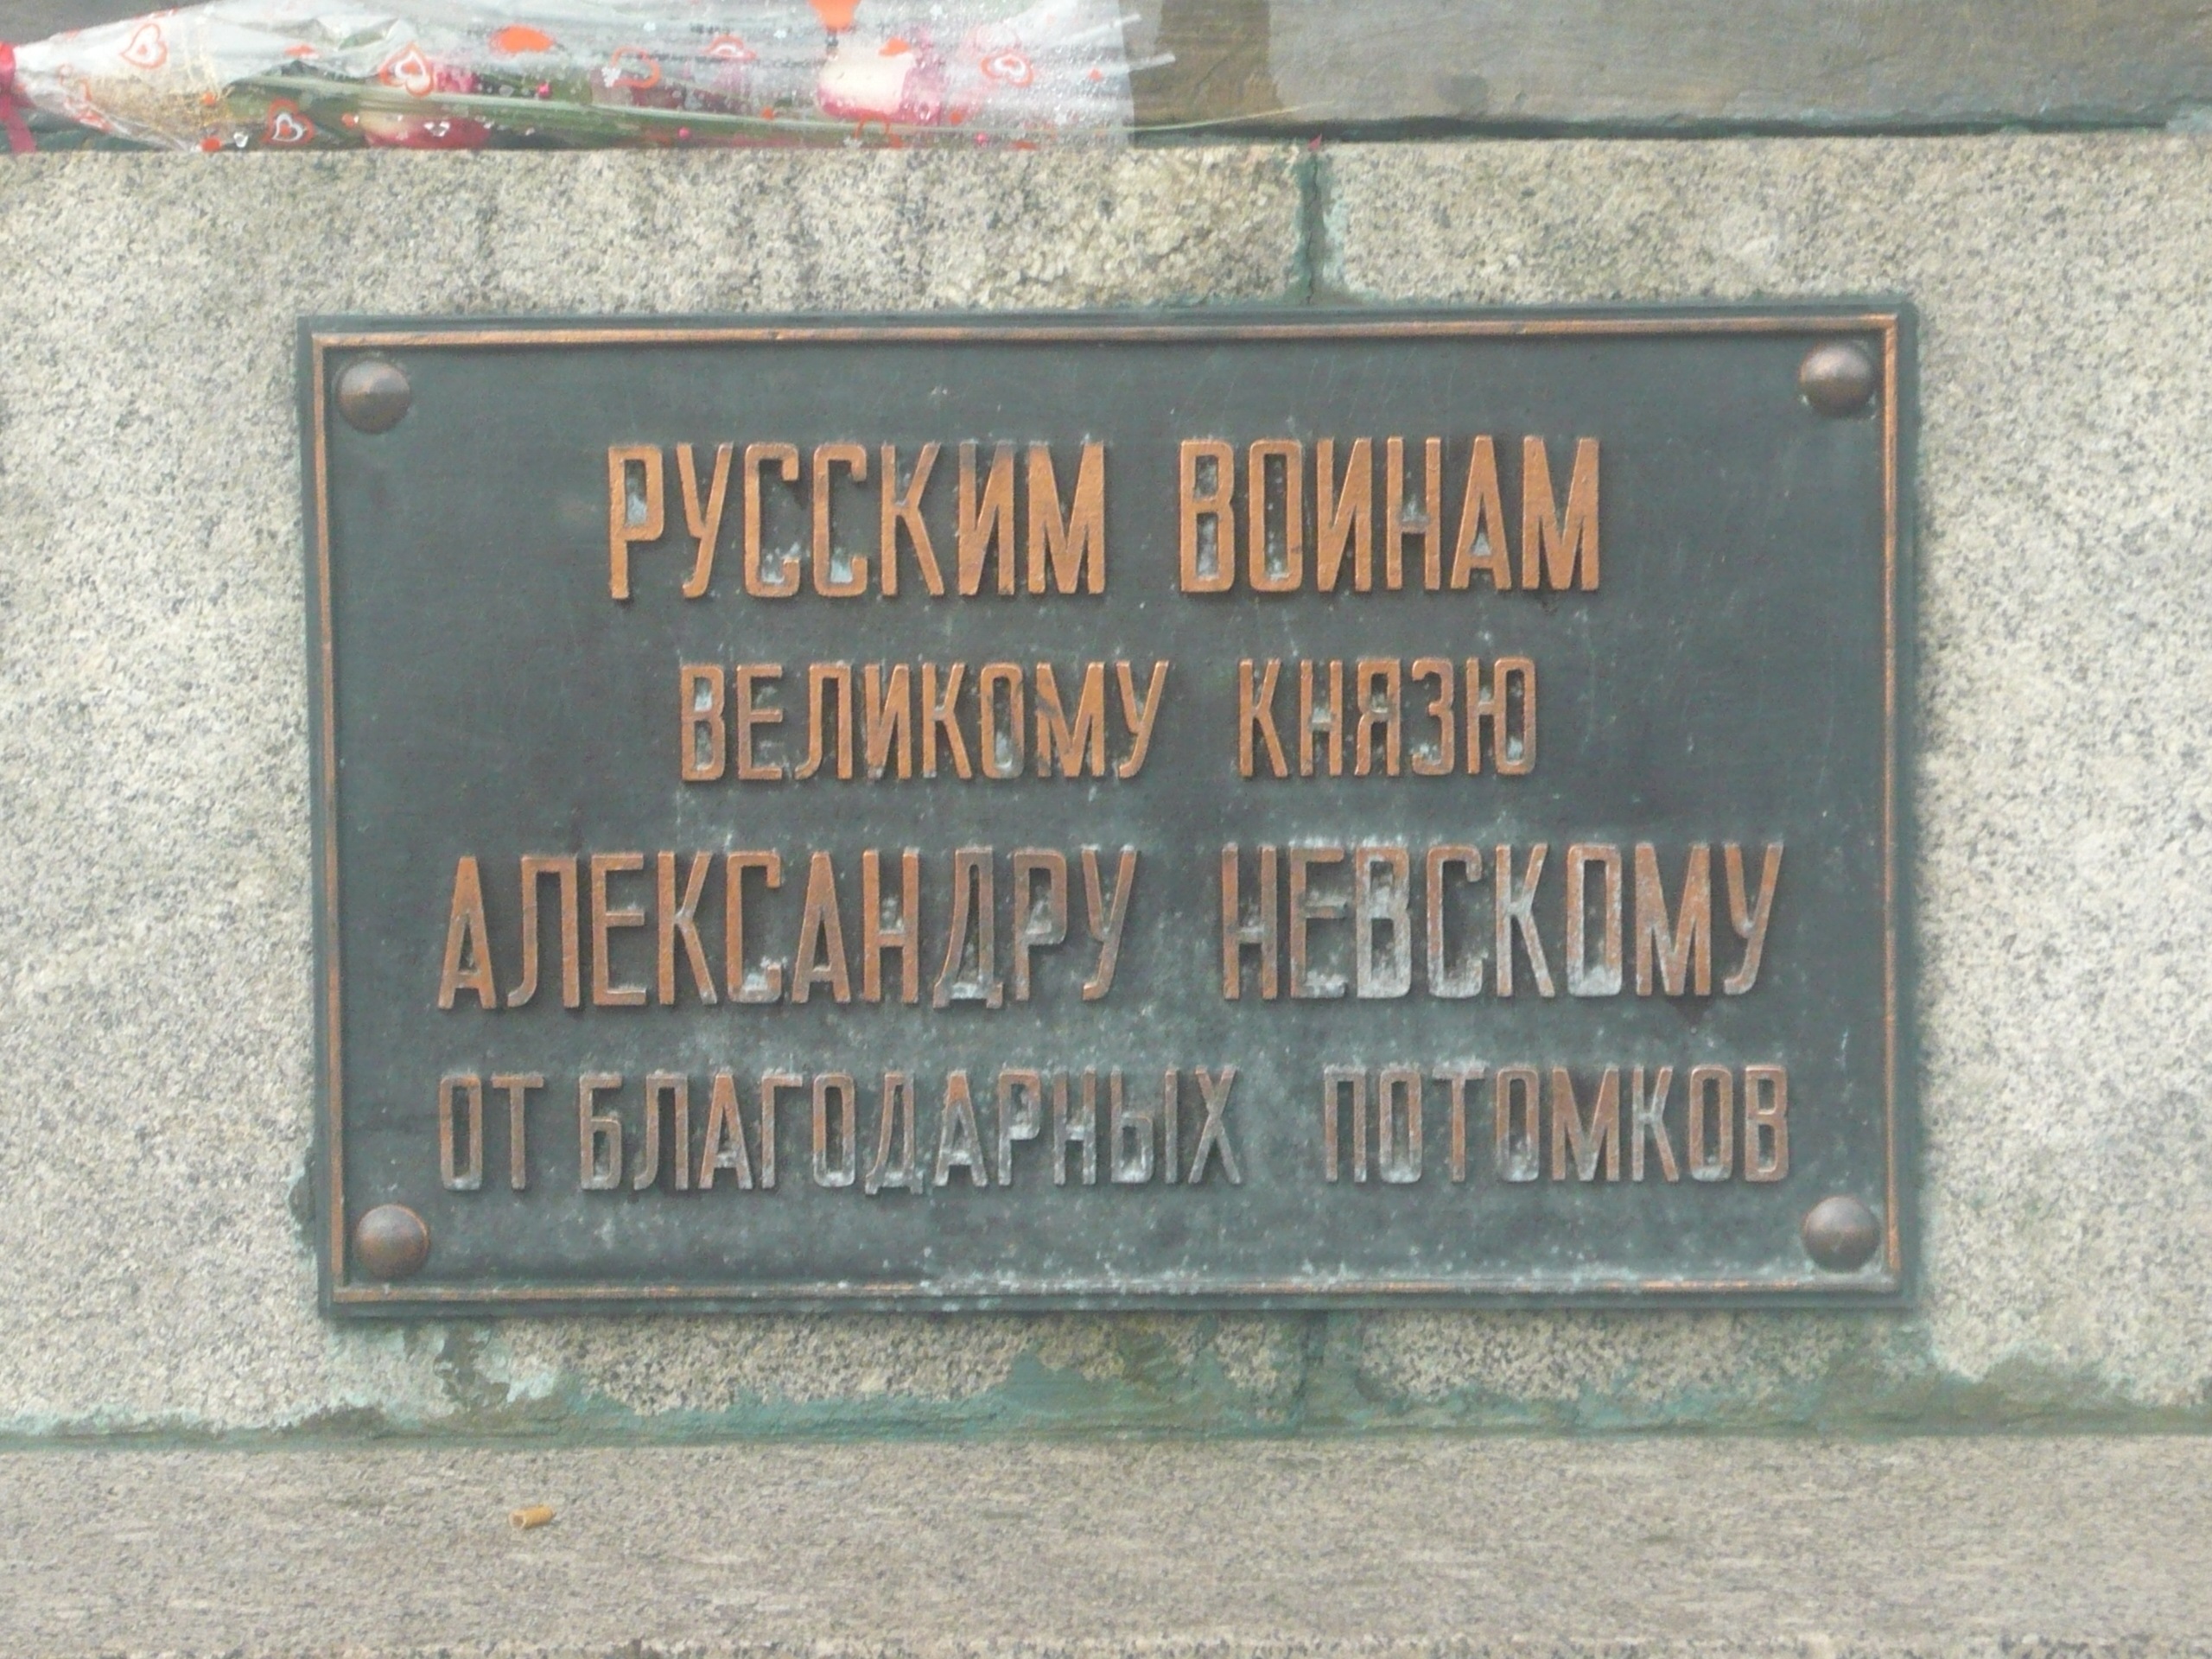 РУССКИМ ВОИНАМ
ВЕЛИКОМУ КНЯЗЮ
АЛЕКСАНДРУ НЕВСКОМУ
ОТ БЛАГОДАРНЫХ ПОТОМКОВ